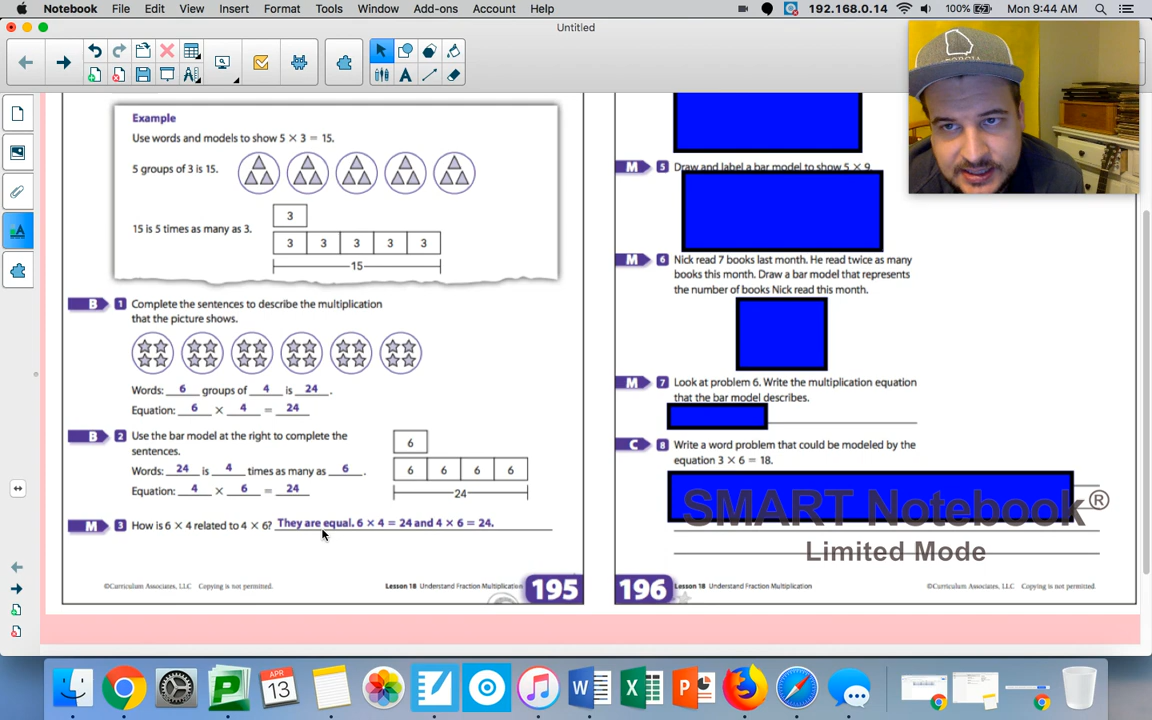 Notebook File Edit View Insert Format Tools Window Add-ons Account Help 192.168.0.14 100% Mon 9:44 AM
Untitled
GEORGIA
Example
Use words and models to show 5 × 3 = 15.
5 groups of 3 is 15.
3
15 is 5 times as many as 3.
3 3 3 3 3
15
B 1 Complete the sentences to describe the multiplication
that the picture shows.
Words: 6 groups of 4 is 24.
Equation: 6 × 4 = 24
B 2 Use the bar model at the right to complete the
sentences.
6
Words: 24 is 4 times as many as 6.
6 6 6 6
Equation: 4 × 6 = 24
24
M 3 How is 6 × 4 related to 4 × 6? They are equal. 6 × 4 = 24 and 4 × 6 = 24.
©Curriculum Associates, LLC Copying is not permitted. Lesson 18 Understand Fraction Multiplication 195
M 5 Draw and label a bar model to show 5 × 9.
M 6 Nick read 7 books last month. He read twice as many
books this month. Draw a bar model that represents
the number of books Nick read this month.
M 7 Look at problem 6. Write the multiplication equation
that the bar model describes.
C 8 Write a word problem that could be modeled by the
equation 3 × 6 = 18.
SMART Notebook®
Limited Mode
196 Lesson 18 Understand Fraction Multiplication ©Curriculum Associates, LLC Copying is not permitted.
APR
13